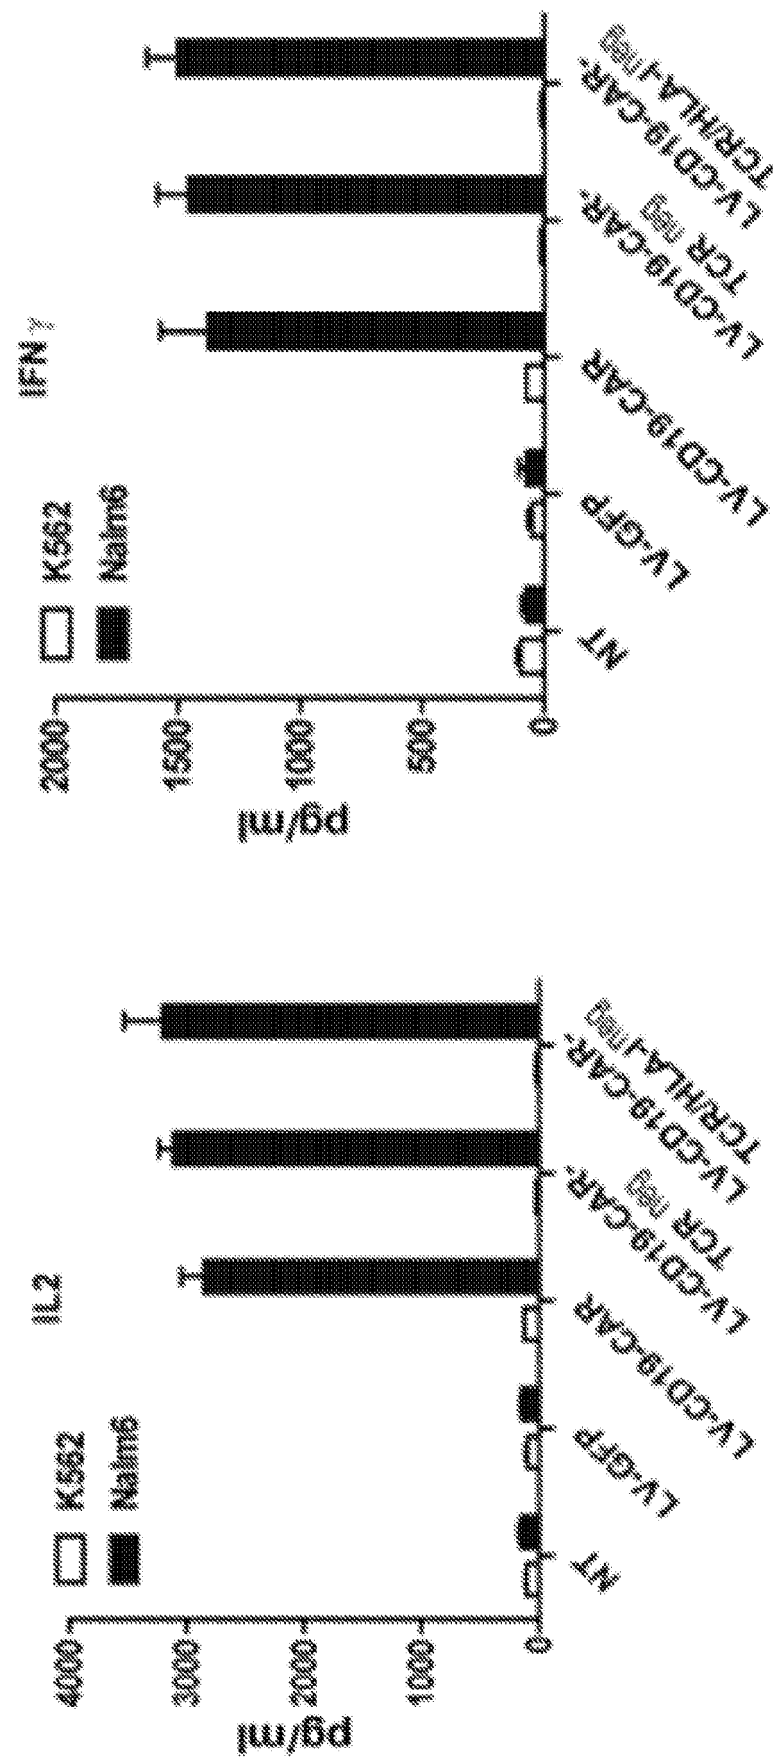 IL2
K562
Nalm6
4000
3000
2000
1000
0
pg/ml
NT
LV-GFP
LV-CD19-CAR
LV-CD19-CAR-
TCR neg
LV-CD19-CAR-
TCR/HLA-I neg
IFN γ
K562
Nalm6
2000
1500
1000
500
0
pg/ml
NT
LV-GFP
LV-CD19-CAR
LV-CD19-CAR-
TCR neg
LV-CD19-CAR-
TCR/HLA-I neg